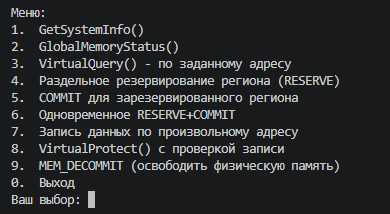 Меню:
1. GetSystemInfo()
2. GlobalMemoryStatus()
3. VirtualQuery() - по заданному адресу
4. Раздельное резервирование региона (RESERVE)
5. COMMIT для зарезервированного региона
6. Одновременное RESERVE+COMMIT
7. Запись данных по произвольному адресу
8. VirtualProtect() с проверкой записи
9. MEM_DECOMMIT (освободить физическую память)
0. Выход
Ваш выбор: